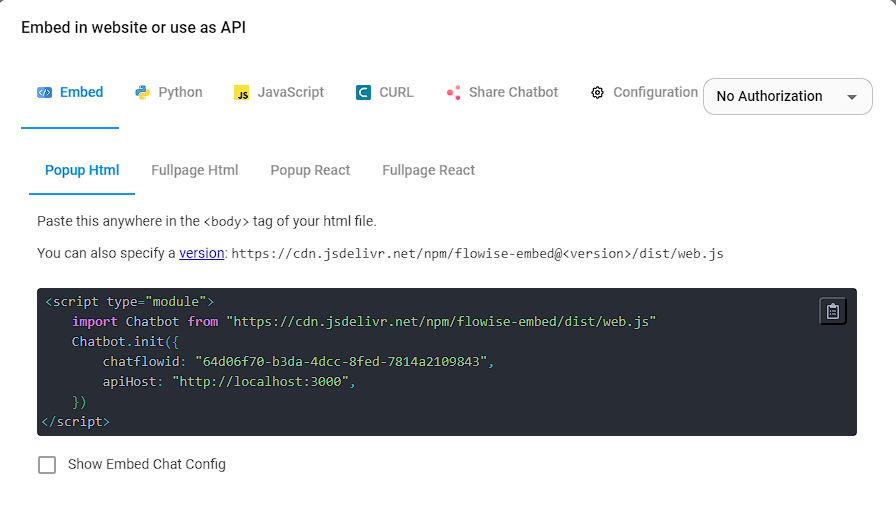 Embed in website or use as API
Embed Python JavaScript CURL Share Chatbot Configuration No Authorization
Popup Html Fullpage Html Popup React Fullpage React
Paste this anywhere in the <body> tag of your html file.
You can also specify a version: https://cdn.jsdelivr.net/npm/flowise-embed@<version>/dist/web.js
<script type="module">
    import Chatbot from "https://cdn.jsdelivr.net/npm/flowise-embed/dist/web.js"
    Chatbot.init({
        chatflowid: "64d06f70-b3da-4dcc-8fed-7814a2109843",
        apiHost: "http://localhost:3000",
    })
</script>
Show Embed Chat Config